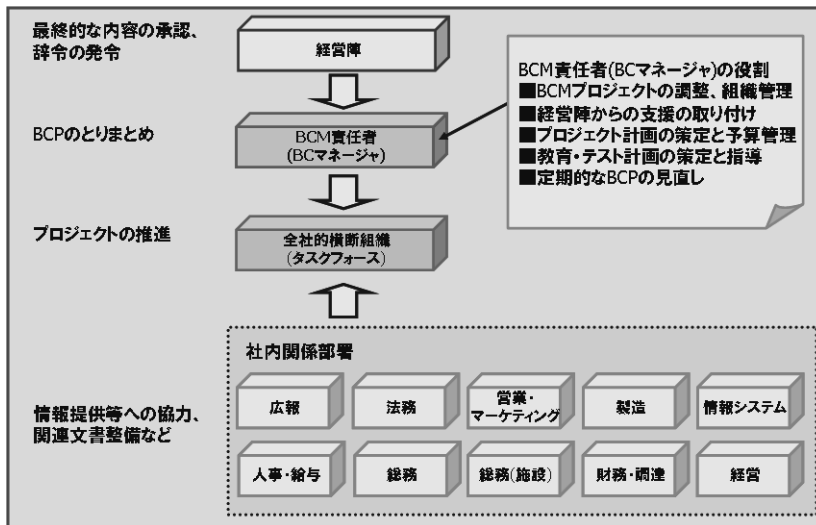 最終的な内容の承認、
辞令の発令
経営陣
BCPのとりまとめ
BCM責任者
(BCマネージャ)
BCM責任者(BCマネージャ)の役割
■BCMプロジェクトの調整、組織管理
■経営陣からの支援の取り付け
■プロジェクト計画の策定と予算管理
■教育・テスト計画の策定と指導
■定期的なBCPの見直し
プロジェクトの推進
全社的横断組織
(タスクフォース)
社内関係部署
情報提供等への協力、
関連文書整備など
広報
法務
営業・
マーケティング
製造
情報システム
人事・給与
総務
総務(施設)
財務・調達
経営